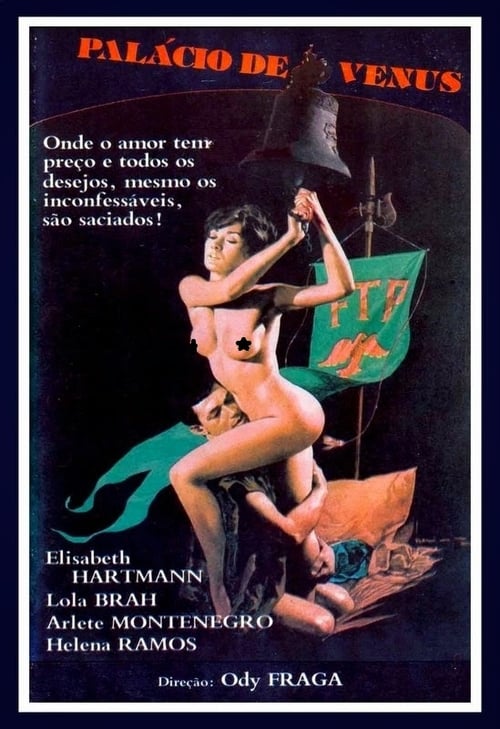 PALÁCIO DE VENUS
Onde o amor tem
preço e todos os
desejos, mesmo os
inconfessáveis,
são saciados!
FTP
Elisabeth
HARTMANN
Lola BRAH
Arlete MONTENEGRO
Helena RAMOS
Direção: Ody FRAGA